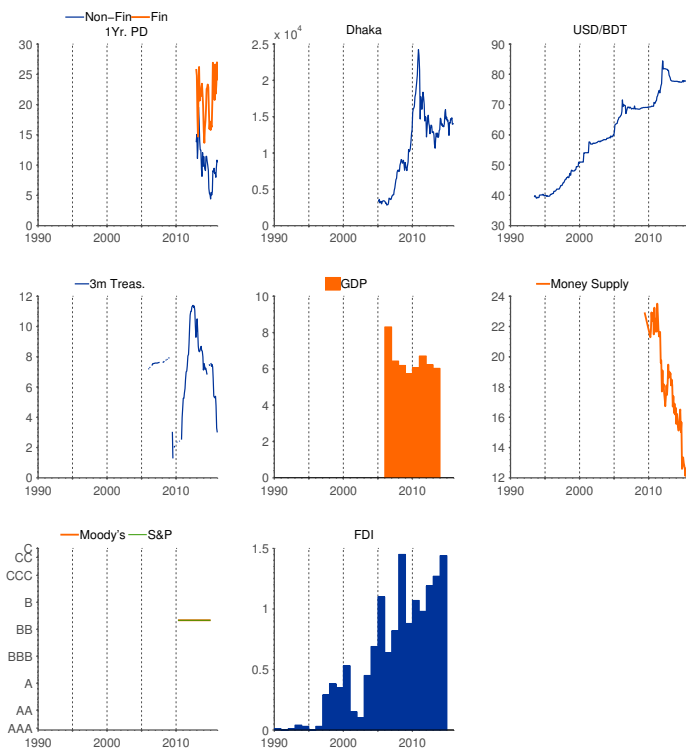 Non-Fin Fin
1Yr. PD
30
25
20
15
10
5
0
1990 2000 2010
Dhaka
2.5 x 10^4
2
1.5
1
0.5
0
1990 2000 2010
USD/BDT
90
80
70
60
50
40
30
1990 2000 2010
3m Treas.
12
10
8
6
4
2
0
1990 2000 2010
GDP
10
8
6
4
2
0
1990 2000 2010
Money Supply
24
22
20
18
16
14
12
1990 2000 2010
Moody's S&P
C
CC
CCC
B
BB
BBB
A
AA
AAA
1990 2000 2010
FDI
1.5
1
0.5
0
1990 2000 2010